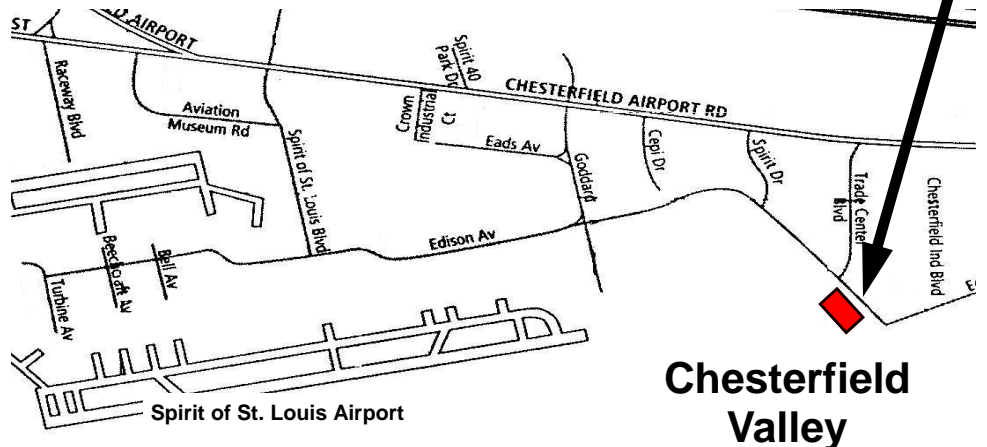 ST
LD AIRPORT
Raceway Blvd
Aviation
Museum Rd
Spirit of St. Louis Blvd
Spirit 40
Park Dr
Crown
Industrial
Ct
CHESTERFIELD AIRPORT RD
Eads Av
Goddard
Cepi Dr
Spirit Dr
Trade Center
Blvd
Chesterfield Ind Blvd
Edison Av
Beechcraft Av
Bell Av
Turbine Av
Spirit of St. Louis Airport
Chesterfield
Valley